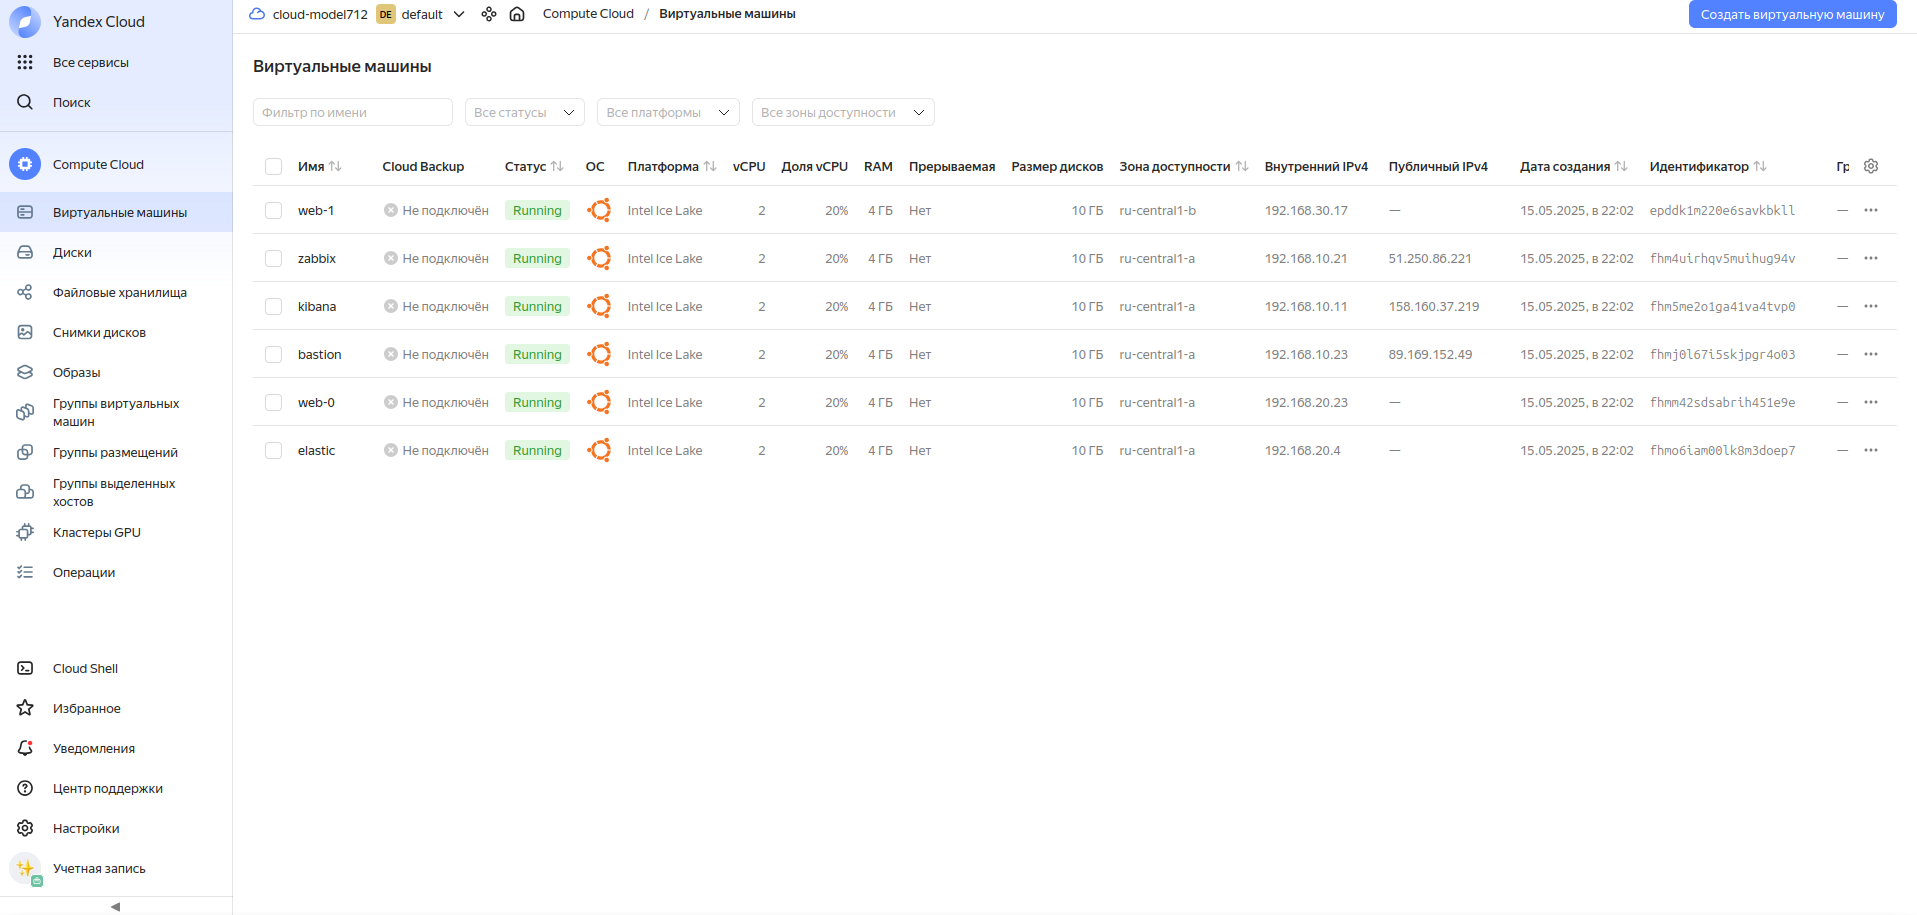 Yandex Cloud
Все сервисы
Поиск
Compute Cloud
Виртуальные машины
Диски
Файловые хранилища
Снимки дисков
Образы
Группы виртуальных
машин
Группы размещений
Группы выделенных
хостов
Кластеры GPU
Операции
Cloud Shell
Избранное
Уведомления
Центр поддержки
Настройки
Учетная запись
cloud-model712 DE default Compute Cloud / Виртуальные машины Создать виртуальную машину
Виртуальные машины
Фильтр по имени Все статусы Все платформы Все зоны доступности
Имя Cloud Backup Статус ОС Платформа vCPU Доля vCPU RAM Прерываемая Размер дисков Зона доступности Внутренний IPv4 Публичный IPv4 Дата создания Идентификатор Гр
web-1 Не подключён Running Intel Ice Lake 2 20% 4 ГБ Нет 10 ГБ ru-central1-b 192.168.30.17 — 15.05.2025, в 22:02 epddk1m220e6savkbkll — ...
zabbix Не подключён Running Intel Ice Lake 2 20% 4 ГБ Нет 10 ГБ ru-central1-a 192.168.10.21 51.250.86.221 15.05.2025, в 22:02 fhm4uirhqv5muihug94v — ...
kibana Не подключён Running Intel Ice Lake 2 20% 4 ГБ Нет 10 ГБ ru-central1-a 192.168.10.11 158.160.37.219 15.05.2025, в 22:02 fhm5me2o1ga41va4tvp0 — ...
bastion Не подключён Running Intel Ice Lake 2 20% 4 ГБ Нет 10 ГБ ru-central1-a 192.168.10.23 89.169.152.49 15.05.2025, в 22:02 fhmj0l67i5skjpgr4o03 — ...
web-0 Не подключён Running Intel Ice Lake 2 20% 4 ГБ Нет 10 ГБ ru-central1-a 192.168.20.23 — 15.05.2025, в 22:02 fhmm42sdsabrih451e9e — ...
elastic Не подключён Running Intel Ice Lake 2 20% 4 ГБ Нет 10 ГБ ru-central1-a 192.168.20.4 — 15.05.2025, в 22:02 fhmo6iam00lk8m3doep7 — ...